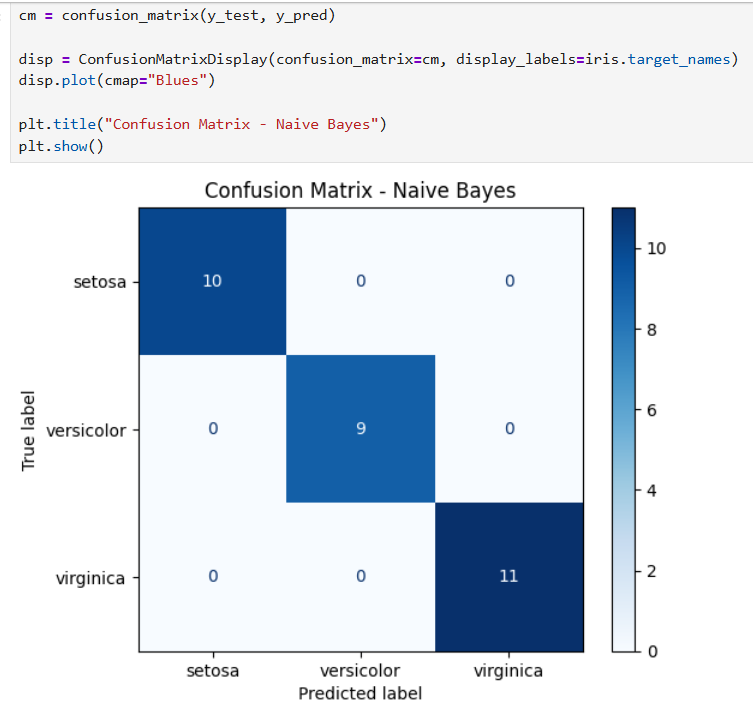 cm = confusion_matrix(y_test, y_pred)
disp = ConfusionMatrixDisplay(confusion_matrix=cm, display_labels=iris.target_names)
disp.plot(cmap="Blues")
plt.title("Confusion Matrix - Naive Bayes")
plt.show()
Confusion Matrix - Naive Bayes
setosa 10 0 0
versicolor 0 9 0
virginica 0 0 11
True label
setosa versicolor virginica
Predicted label
10
8
6
4
2
0